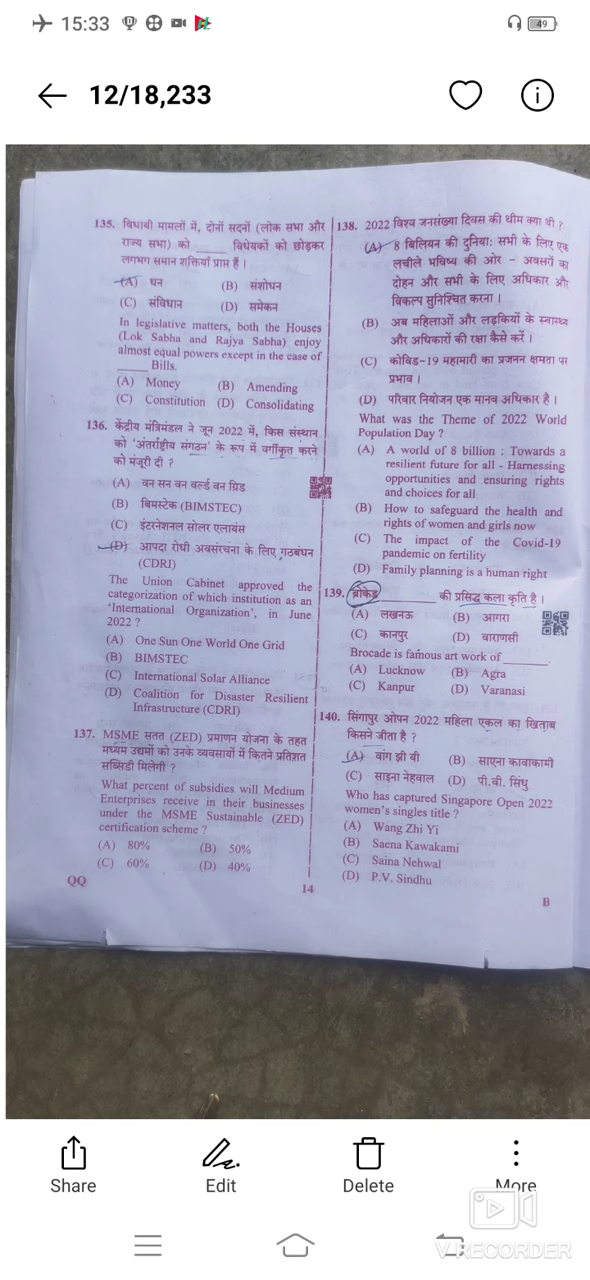 15:33
49
12/18,233
135. विधायी मामलों में, दोनों सदनों (लोक सभा और
राज्य सभा) को ____ विधेयकों को छोड़कर
लगभग समान शक्तियाँ प्राप्त हैं ।
(A) धन (B) संशोधन
(C) संविधान (D) समेकन
In legislative matters, both the Houses
(Lok Sabha and Rajya Sabha) enjoy
almost equal powers except in the case of
____ Bills.
(A) Money (B) Amending
(C) Constitution (D) Consolidating
136. केंद्रीय मंत्रिमंडल ने जून 2022 में, किस संस्थान
को 'अंतर्राष्ट्रीय संगठन' के रूप में वर्गीकृत करने
को मंजूरी दी ?
(A) वन सन वन वर्ल्ड वन ग्रिड
(B) बिमस्टेक (BIMSTEC)
(C) इंटरनेशनल सोलर एलायंस
(D) आपदा रोधी अवसंरचना के लिए गठबंधन
(CDRI)
The Union Cabinet approved the
categorization of which institution as an
'International Organization', in June
2022 ?
(A) One Sun One World One Grid
(B) BIMSTEC
(C) International Solar Alliance
(D) Coalition for Disaster Resilient
Infrastructure (CDRI)
137. MSME सतत (ZED) प्रमाणन योजना के तहत
मध्यम उद्यमों को उनके व्यवसायों में कितने प्रतिशत
सब्सिडी मिलेगी ?
What percent of subsidies will Medium
Enterprises receive in their businesses
under the MSME Sustainable (ZED)
certification scheme ?
(A) 80% (B) 50%
(C) 60% (D) 40%
138. 2022 विश्व जनसंख्या दिवस की थीम क्या थी ?
(A) 8 बिलियन की दुनिया: सभी के लिए एक
लचीले भविष्य की ओर – अवसरों का
दोहन और सभी के लिए अधिकार और
विकल्प सुनिश्चित करना ।
(B) अब महिलाओं और लड़कियों के स्वास्थ्य
और अधिकारों की रक्षा कैसे करें ।
(C) कोविड-19 महामारी का प्रजनन क्षमता पर
प्रभाव ।
(D) परिवार नियोजन एक मानव अधिकार है ।
What was the Theme of 2022 World
Population Day ?
(A) A world of 8 billion : Towards a
resilient future for all - Harnessing
opportunities and ensuring rights
and choices for all
(B) How to safeguard the health and
rights of women and girls now
(C) The impact of the Covid-19
pandemic on fertility
(D) Family planning is a human right
139. ब्रोकेड ____ की प्रसिद्ध कला कृति है ।
(A) लखनऊ (B) आगरा
(C) कानपुर (D) वाराणसी
Brocade is famous art work of ____.
(A) Lucknow (B) Agra
(C) Kanpur (D) Varanasi
140. सिंगापुर ओपन 2022 महिला एकल का खिताब
किसने जीता है ?
(A) वांग झी यी (B) साएना कावाकामी
(C) साइना नेहवाल (D) पी.वी. सिंधु
Who has captured Singapore Open 2022
women's singles title ?
(A) Wang Zhi Yi
(B) Saena Kawakami
(C) Saina Nehwal
(D) P.V. Sindhu
QQ
14
B
Share
Edit
Delete
More
V RECORDER